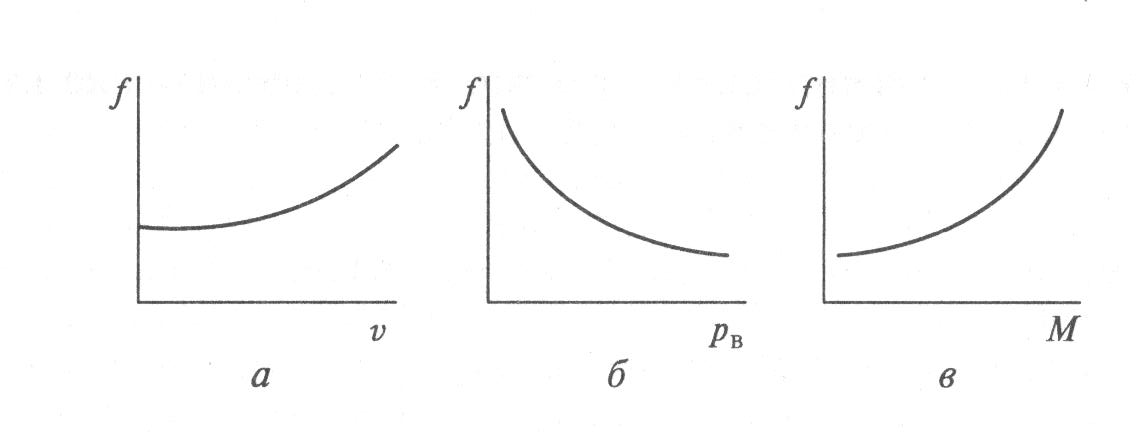 f f f
v p_в M
а б в